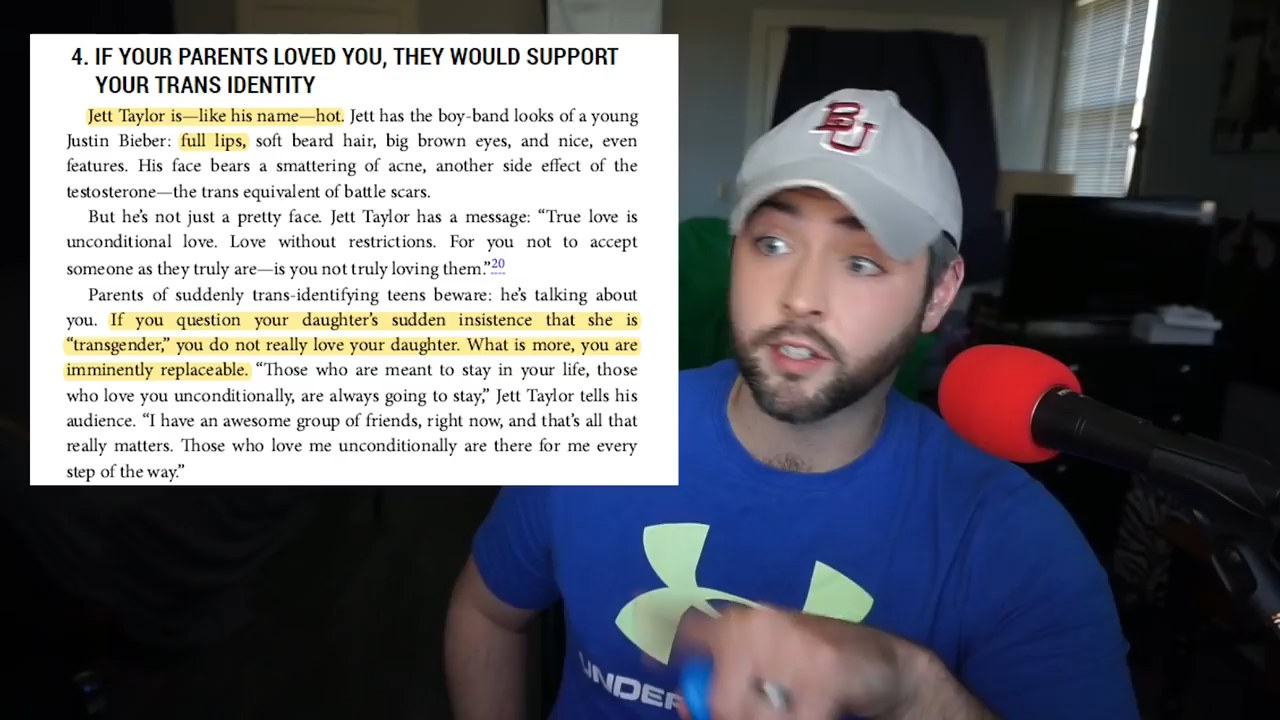 4. IF YOUR PARENTS LOVED YOU, THEY WOULD SUPPORT
YOUR TRANS IDENTITY
Jett Taylor is—like his name—hot. Jett has the boy-band looks of a young
Justin Bieber: full lips, soft beard hair, big brown eyes, and nice, even
features. His face bears a smattering of acne, another side effect of the
testosterone—the trans equivalent of battle scars.
But he's not just a pretty face. Jett Taylor has a message: “True love is
unconditional love. Love without restrictions. For you not to accept
someone as they truly are—is you not truly loving them.”20
Parents of suddenly trans-identifying teens beware: he's talking about
you. If you question your daughter's sudden insistence that she is
“transgender,” you do not really love your daughter. What is more, you are
imminently replaceable. “Those who are meant to stay in your life, those
who love you unconditionally, are always going to stay,” Jett Taylor tells his
audience. “I have an awesome group of friends, right now, and that's all that
really matters. Those who love me unconditionally are there for me every
step of the way.”
BU
UNDER